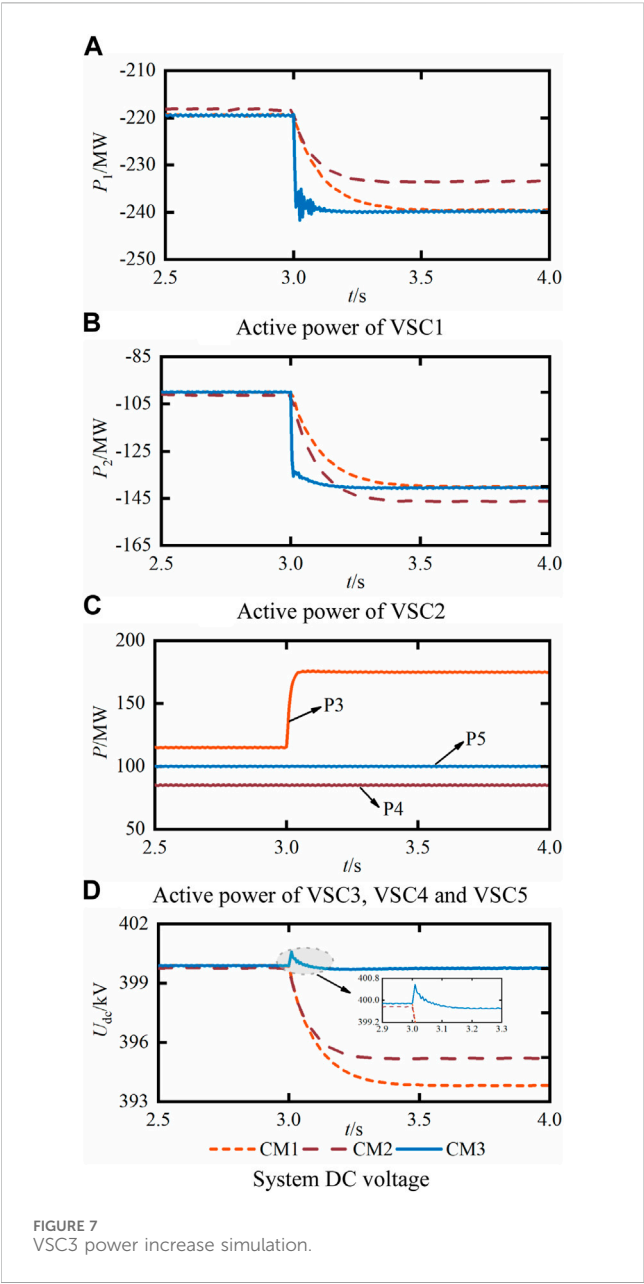 A
-210
-220
-230
-240
-250
P1/MW
2.5 3.0 3.5 4.0
t/s
Active power of VSC1
B
-85
-105
-125
-145
-165
P2/MW
2.5 3.0 3.5 4.0
t/s
Active power of VSC2
C
200
150
100
50
P/MW
P3
P5
P4
2.5 3.0 3.5 4.0
t/s
Active power of VSC3, VSC4 and VSC5
D
402
399
396
393
Udc/kV
400.8
400.0
399.2
2.9 3.0 3.1 3.2 3.3
2.5 3.0 3.5 4.0
t/s
CM1 CM2 CM3
System DC voltage
FIGURE 7
VSC3 power increase simulation.